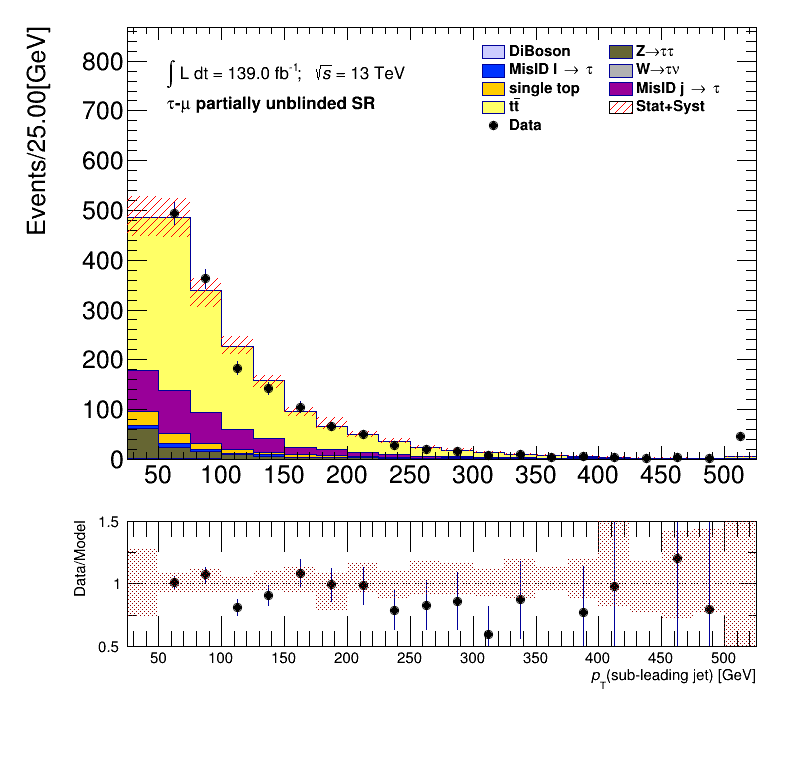 Events/25.00[GeV]
800
700
600
500
400
300
200
100
0
∫ L dt = 139.0 fb⁻¹; √s = 13 TeV
τ-μ partially unblinded SR
DiBoson
MisID l → τ
single top
tt̄
Data
Z→ττ
W→τν
MisID j → τ
Stat+Syst
50 100 150 200 250 300 350 400 450 500
Data/Model
1.5
1
0.5
50 100 150 200 250 300 350 400 450 500
p_T(sub-leading jet) [GeV]